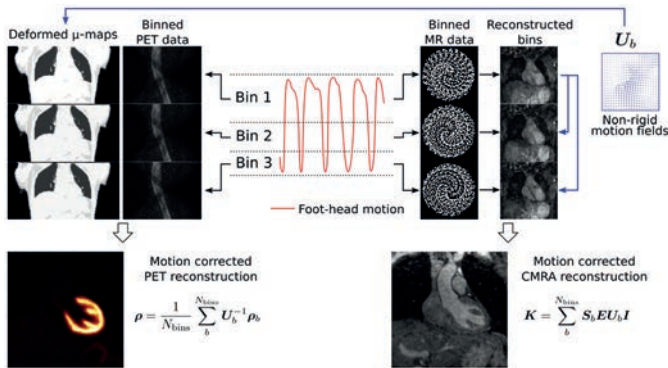 Deformed μ-maps
Binned
PET data
Binned
MR data
Reconstructed
bins
U_b
Non-rigid
motion fields
Bin 1
Bin 2
Bin 3
Foot-head motion
Motion corrected
PET reconstruction
ρ = 1/N_bins ∑_b^{N_bins} U_b^{-1} ρ_b
Motion corrected
CMRA reconstruction
K = ∑_b^{N_bins} S_b E U_b I